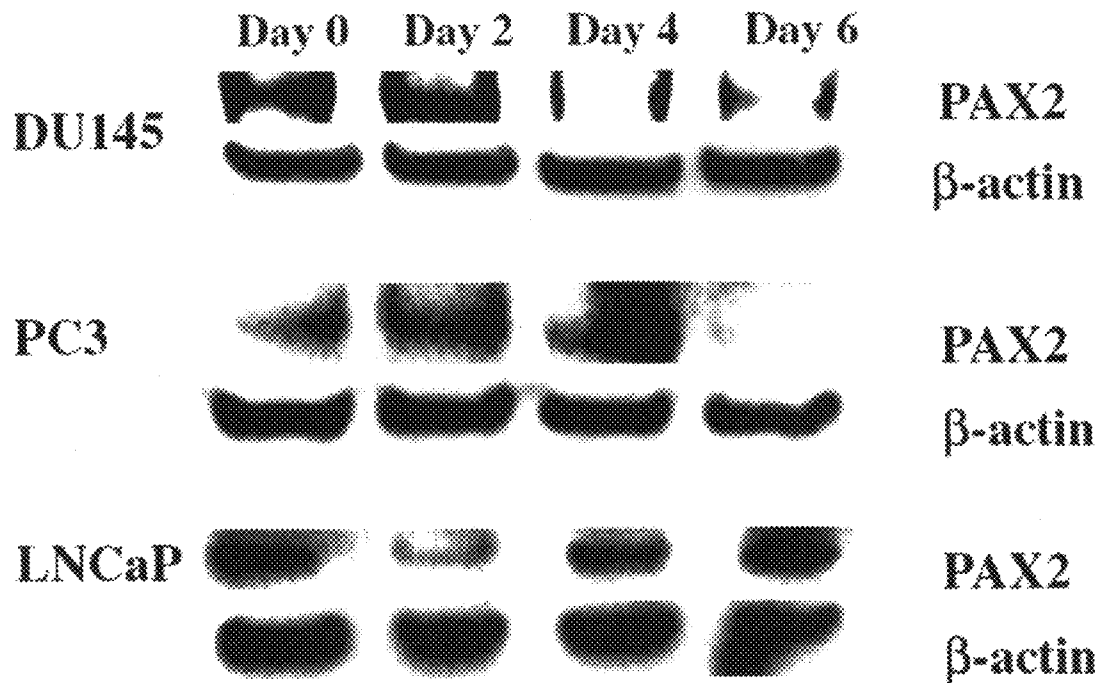 Day 0 Day 2 Day 4 Day 6
DU145 PAX2
β-actin
PC3 PAX2
β-actin
LNCaP PAX2
β-actin